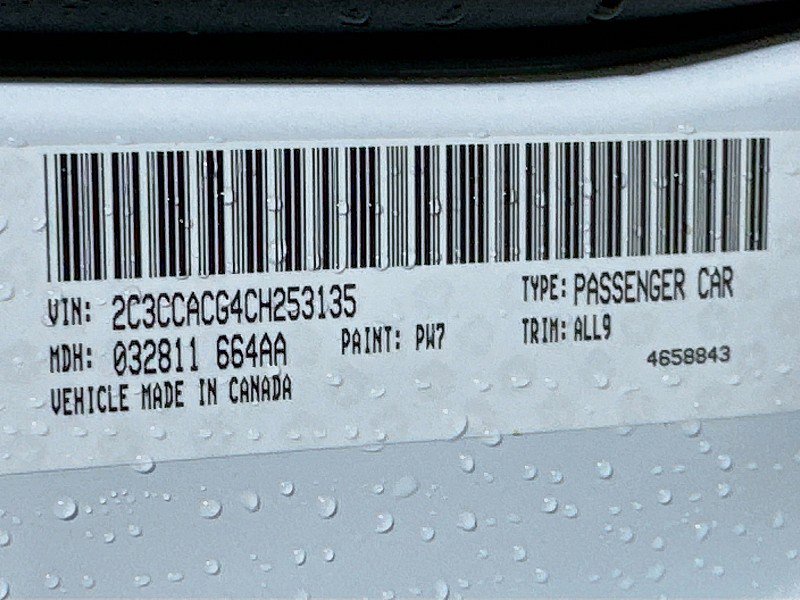 VIN: 2C3CCACG4CH253135 TYPE: PASSENGER CAR
MDH: 032811 664AA PAINT: PW7 TRIM: ALL9
VEHICLE MADE IN CANADA 4658843